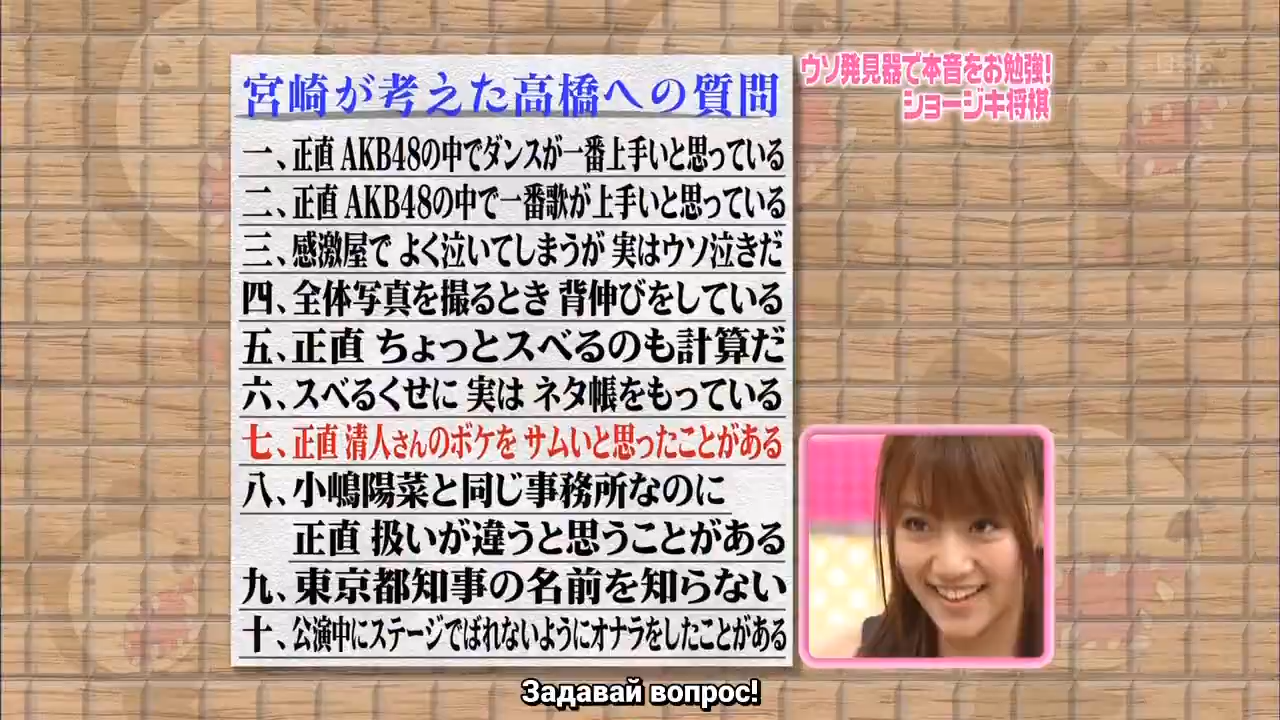 宮崎が考えた高橋への質問
ウソ発見器で本音をお勉強!
ショージキ将棋
一、正直 AKB48の中でダンスが一番上手いと思っている
二、正直 AKB48の中で一番歌が上手いと思っている
三、感激屋で よく泣いてしまうが 実はウソ泣きだ
四、全体写真を撮るとき 背伸びをしている
五、正直 ちょっとスベるのも計算だ
六、スベるくせに 実は ネタ帳をもっている
七、正直 清人さんのボケを サムいと思ったことがある
八、小嶋陽菜と同じ事務所なのに
正直 扱いが違うと思うことがある
九、東京都知事の名前を知らない
十、公演中にステージでばれないようにオナラをしたことがある
Задавай вопрос!